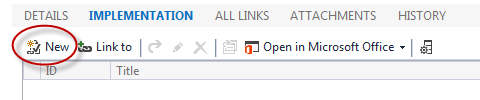 DETAILS IMPLEMENTATION ALL LINKS ATTACHMENTS HISTORY
New Link to Open in Microsoft Office
ID Title